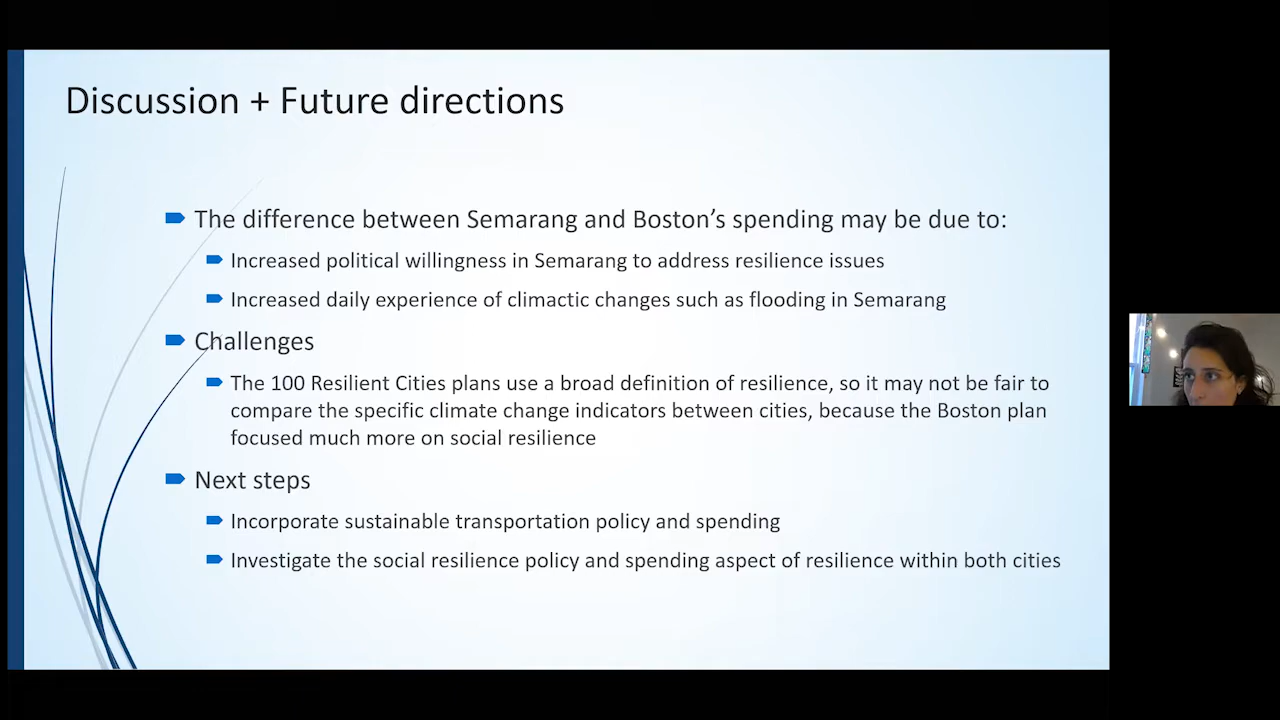 Discussion + Future directions
The difference between Semarang and Boston’s spending may be due to:
Increased political willingness in Semarang to address resilience issues
Increased daily experience of climactic changes such as flooding in Semarang
Challenges
The 100 Resilient Cities plans use a broad definition of resilience, so it may not be fair to
compare the specific climate change indicators between cities, because the Boston plan
focused much more on social resilience
Next steps
Incorporate sustainable transportation policy and spending
Investigate the social resilience policy and spending aspect of resilience within both cities